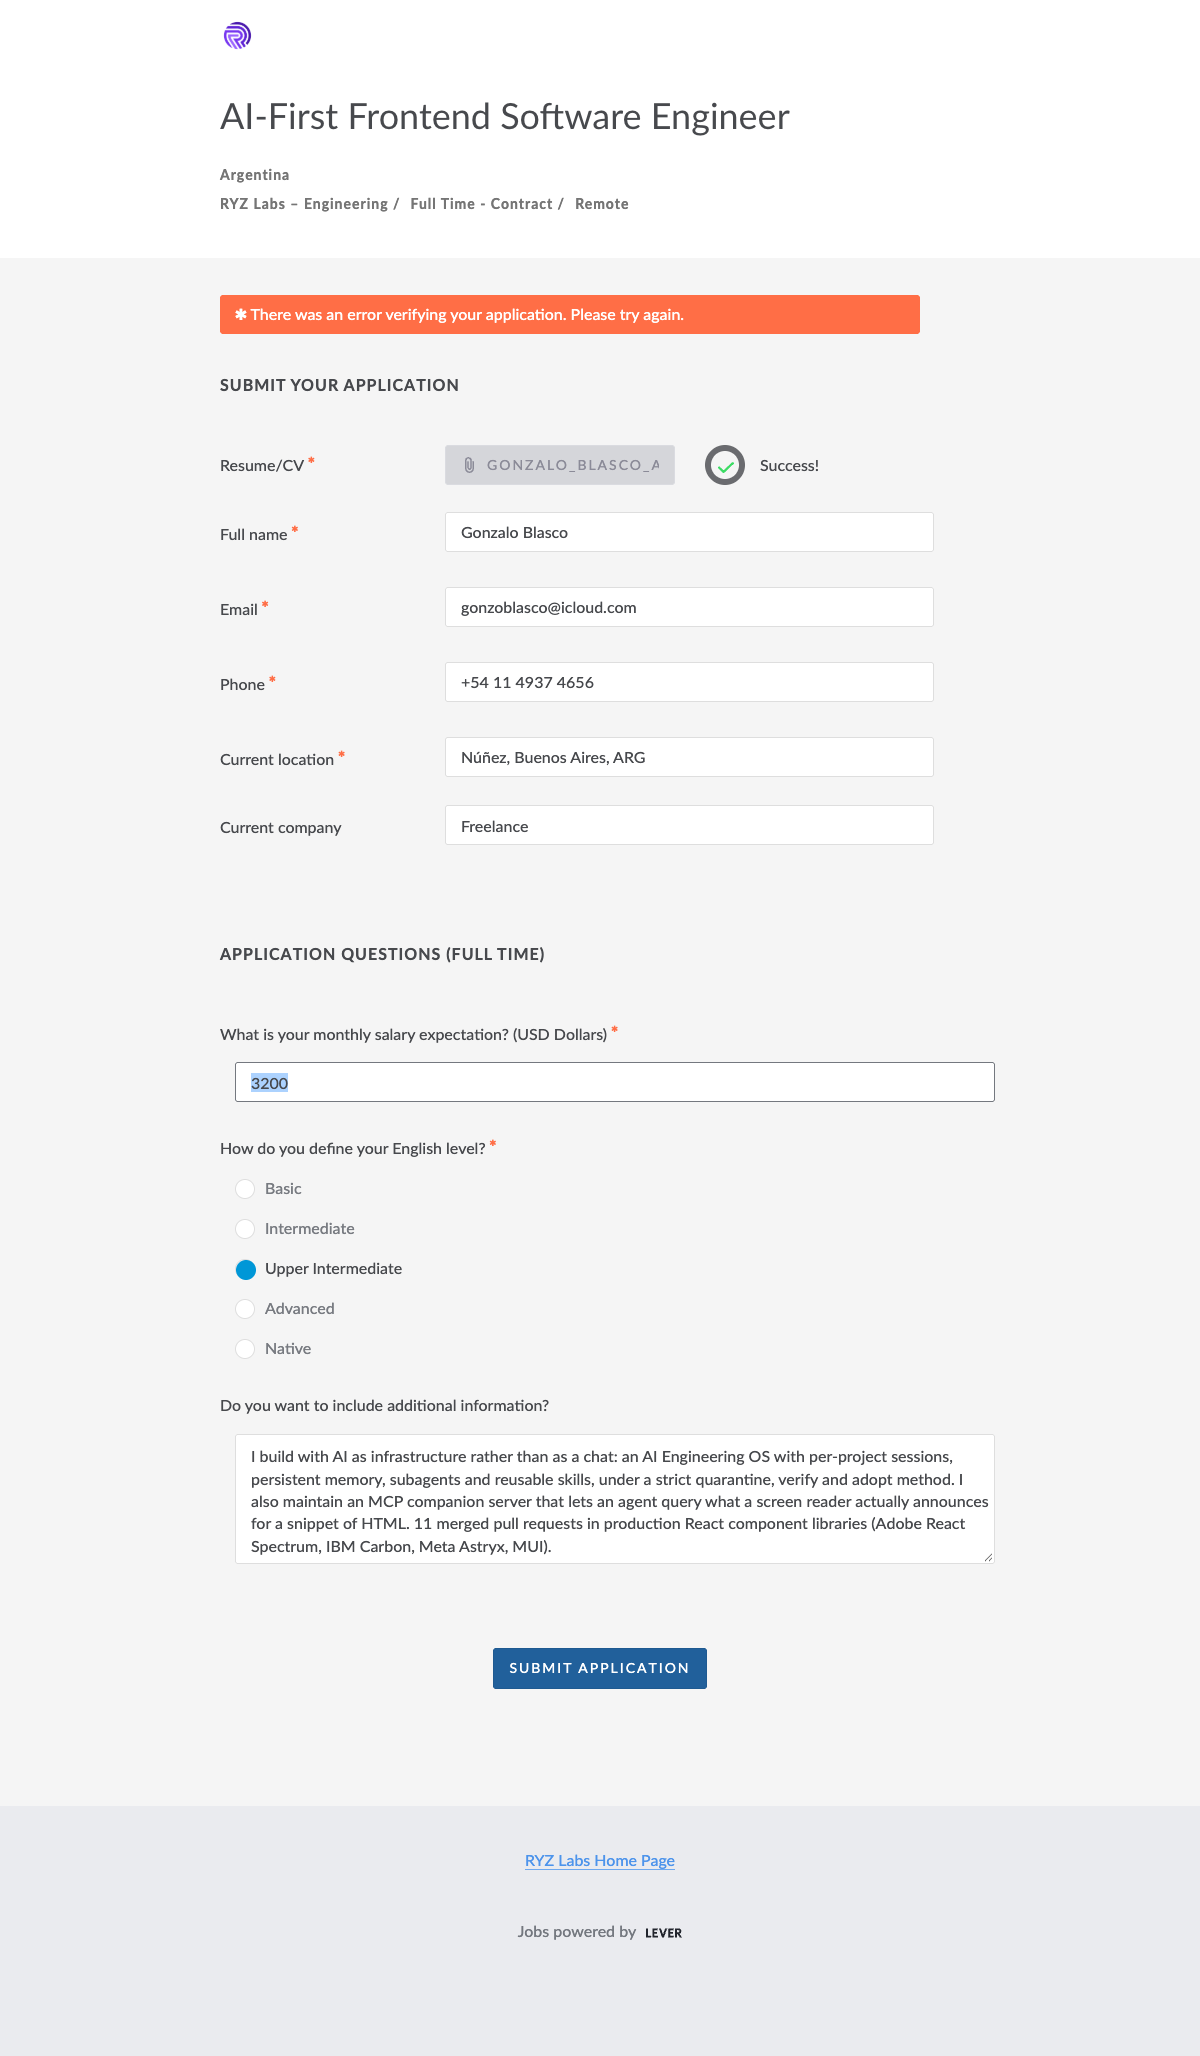 AI-First Frontend Software Engineer
Argentina
RYZ Labs – Engineering / Full Time - Contract / Remote
✱ There was an error verifying your application. Please try again.
SUBMIT YOUR APPLICATION
Resume/CV ✱
GONZALO_BLASCO_A
Success!
Full name ✱
Gonzalo Blasco
Email ✱
gonzoblasco@icloud.com
Phone ✱
+54 11 4937 4656
Current location ✱
Núñez, Buenos Aires, ARG
Current company
Freelance
APPLICATION QUESTIONS (FULL TIME)
What is your monthly salary expectation? (USD Dollars) ✱
3200
How do you define your English level? ✱
Basic
Intermediate
Upper Intermediate
Advanced
Native
Do you want to include additional information?
I build with AI as infrastructure rather than as a chat: an AI Engineering OS with per-project sessions,
persistent memory, subagents and reusable skills, under a strict quarantine, verify and adopt method. I
also maintain an MCP companion server that lets an agent query what a screen reader actually announces
for a snippet of HTML. 11 merged pull requests in production React component libraries (Adobe React
Spectrum, IBM Carbon, Meta Astryx, MUI).
SUBMIT APPLICATION
RYZ Labs Home Page
Jobs powered by LEVER